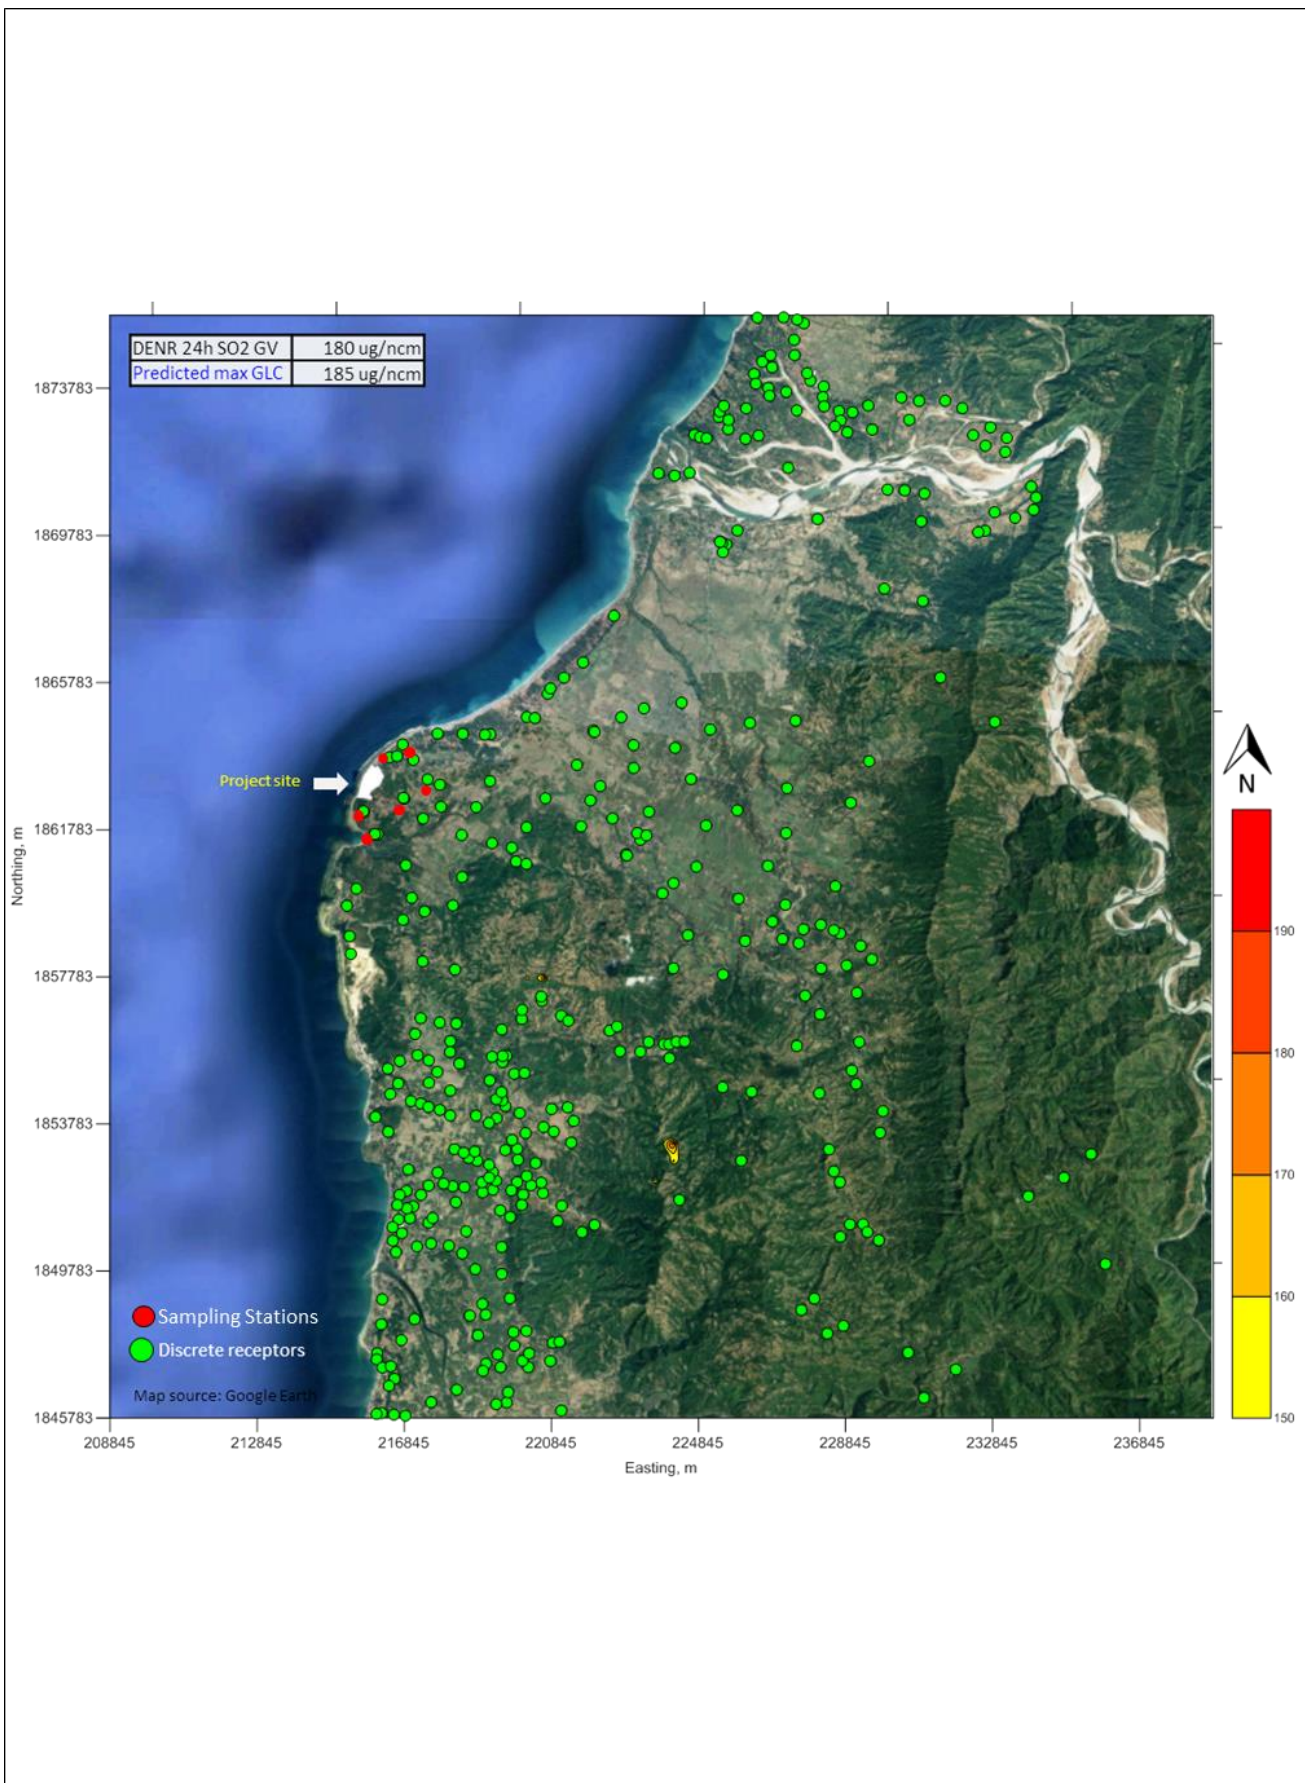 DENR 24h SO2 GV 180 ug/ncm
Predicted max GLC 185 ug/ncm
1873783
1869783
1865783
Project site
N
1861783
Northing, m
190
1857783
180
1853783
170
1849783
160
Sampling Stations
Discrete receptors
Map source: Google Earth
1845783
150
208845 212845 216845 220845 224845 228845 232845 236845
Easting, m